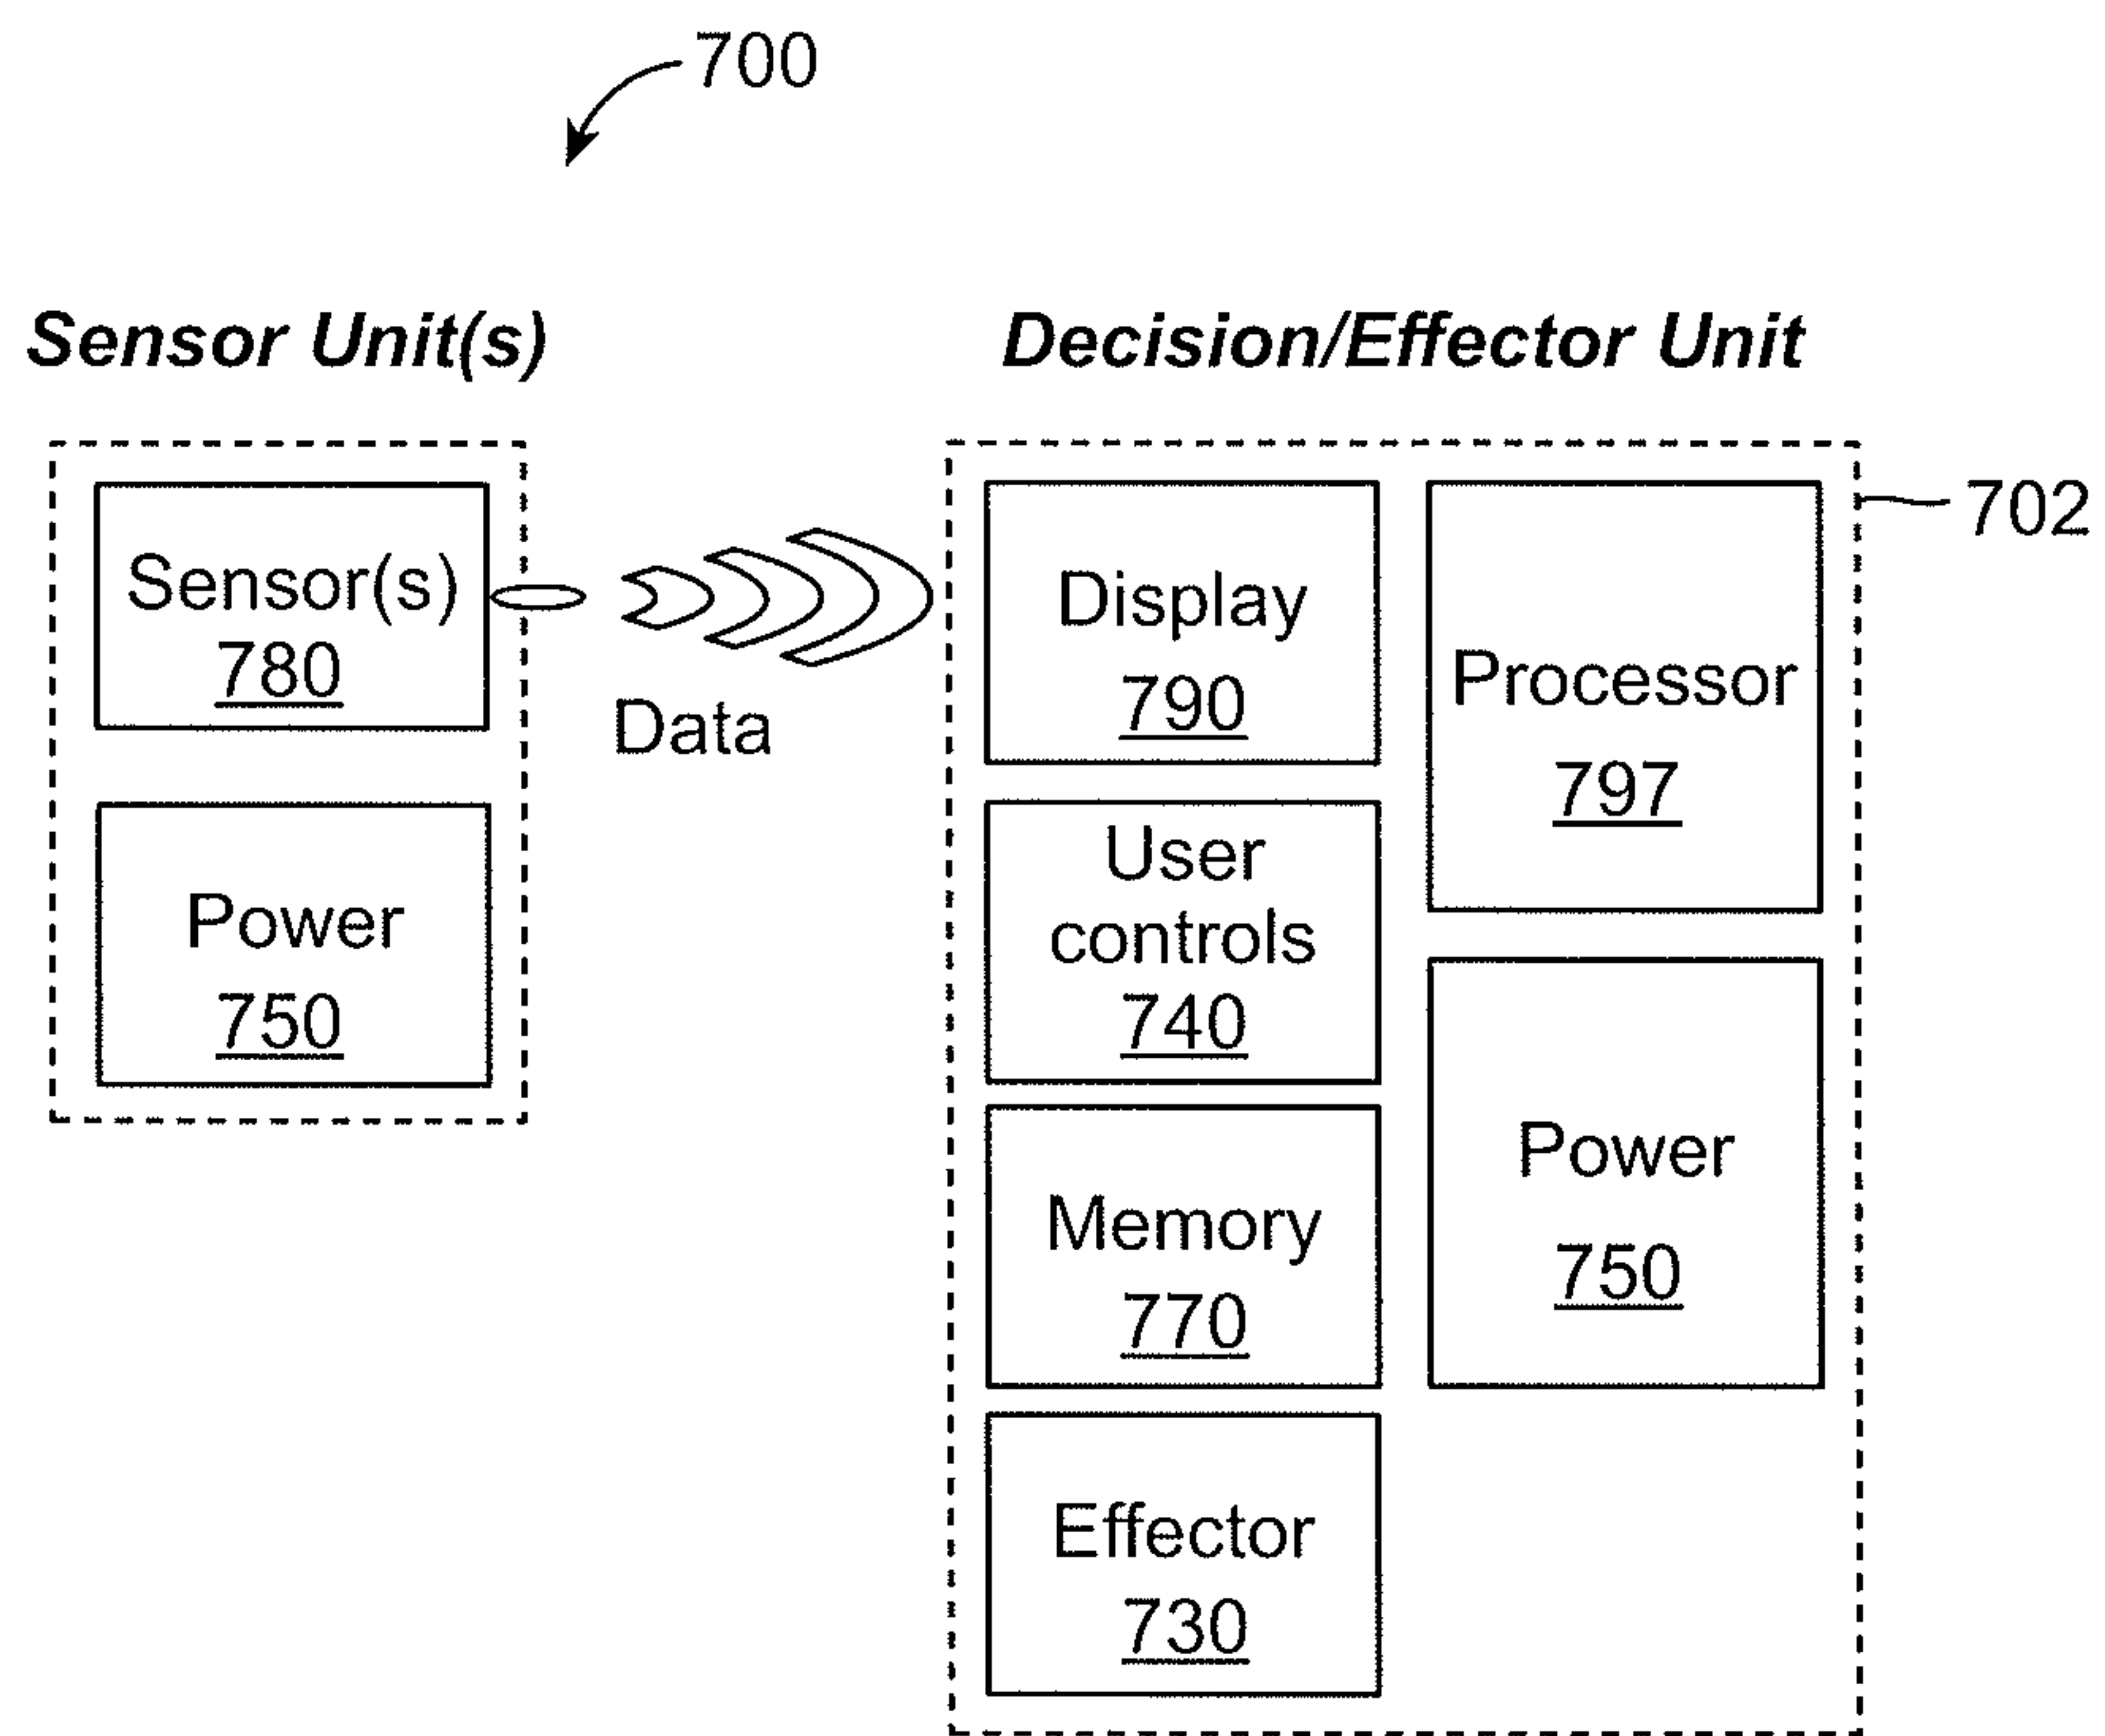 700
Sensor Unit(s)
Decision/Effector Unit
Sensor(s)
780
Power
750
Data
Display
790
User
controls
740
Memory
770
Effector
730
Processor
797
Power
750
702